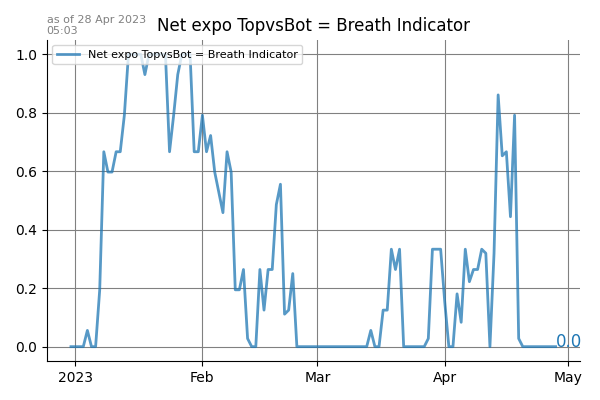 as of 28 Apr 2023
05:03
Net expo TopvsBot = Breath Indicator
Net expo TopvsBot = Breath Indicator
1.0
0.8
0.6
0.4
0.2
0.0
0.0
2023 Feb Mar Apr May